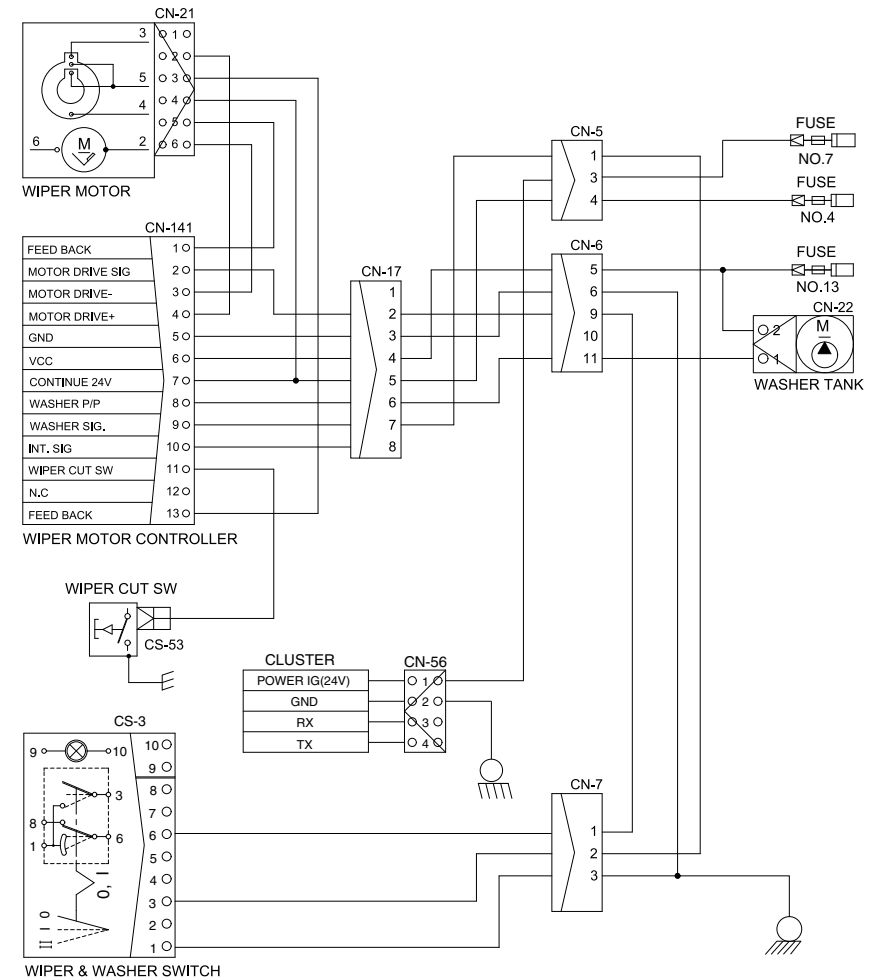 CN-21
3
5
4
6
M
2
1
2
3
4
5
6
WIPER MOTOR
CN-141
FEED BACK 1
MOTOR DRIVE SIG 2
MOTOR DRIVE- 3
MOTOR DRIVE+ 4
GND 5
VCC 6
CONTINUE 24V 7
WASHER P/P 8
WASHER SIG. 9
INT. SIG 10
WIPER CUT SW 11
N.C 12
FEED BACK 13
WIPER MOTOR CONTROLLER
CN-17
1
2
3
4
5
6
7
8
CN-5
1
3
4
CN-6
5
6
9
10
11
FUSE
NO.7
FUSE
NO.4
FUSE
NO.13
CN-22
2
1
M
WASHER TANK
WIPER CUT SW
CS-53
CLUSTER
CN-56
POWER IG(24V) 1
GND 2
RX 3
TX 4
CS-3
9 10
3
8
6
1
0, I
II I 0
10
9
8
7
6
5
4
3
2
1
WIPER & WASHER SWITCH
CN-7
1
2
3